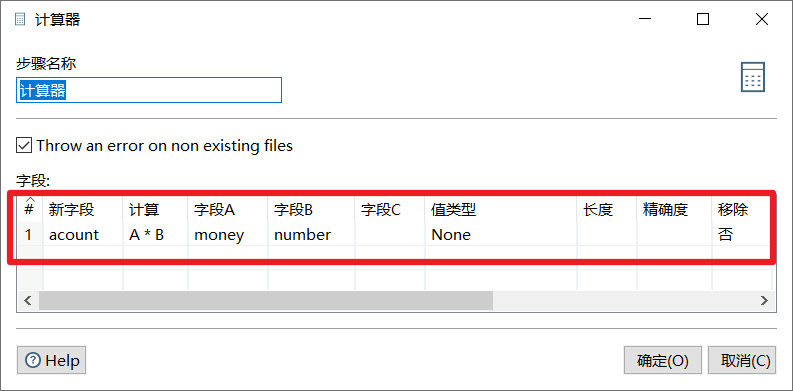 计算器
步骤名称
计算器
Throw an error on non existing files
字段:
# 新字段 计算 字段A 字段B 字段C 值类型 长度 精确度 移除
1 acount A * B money number None 否
Help 确定(O) 取消(C)